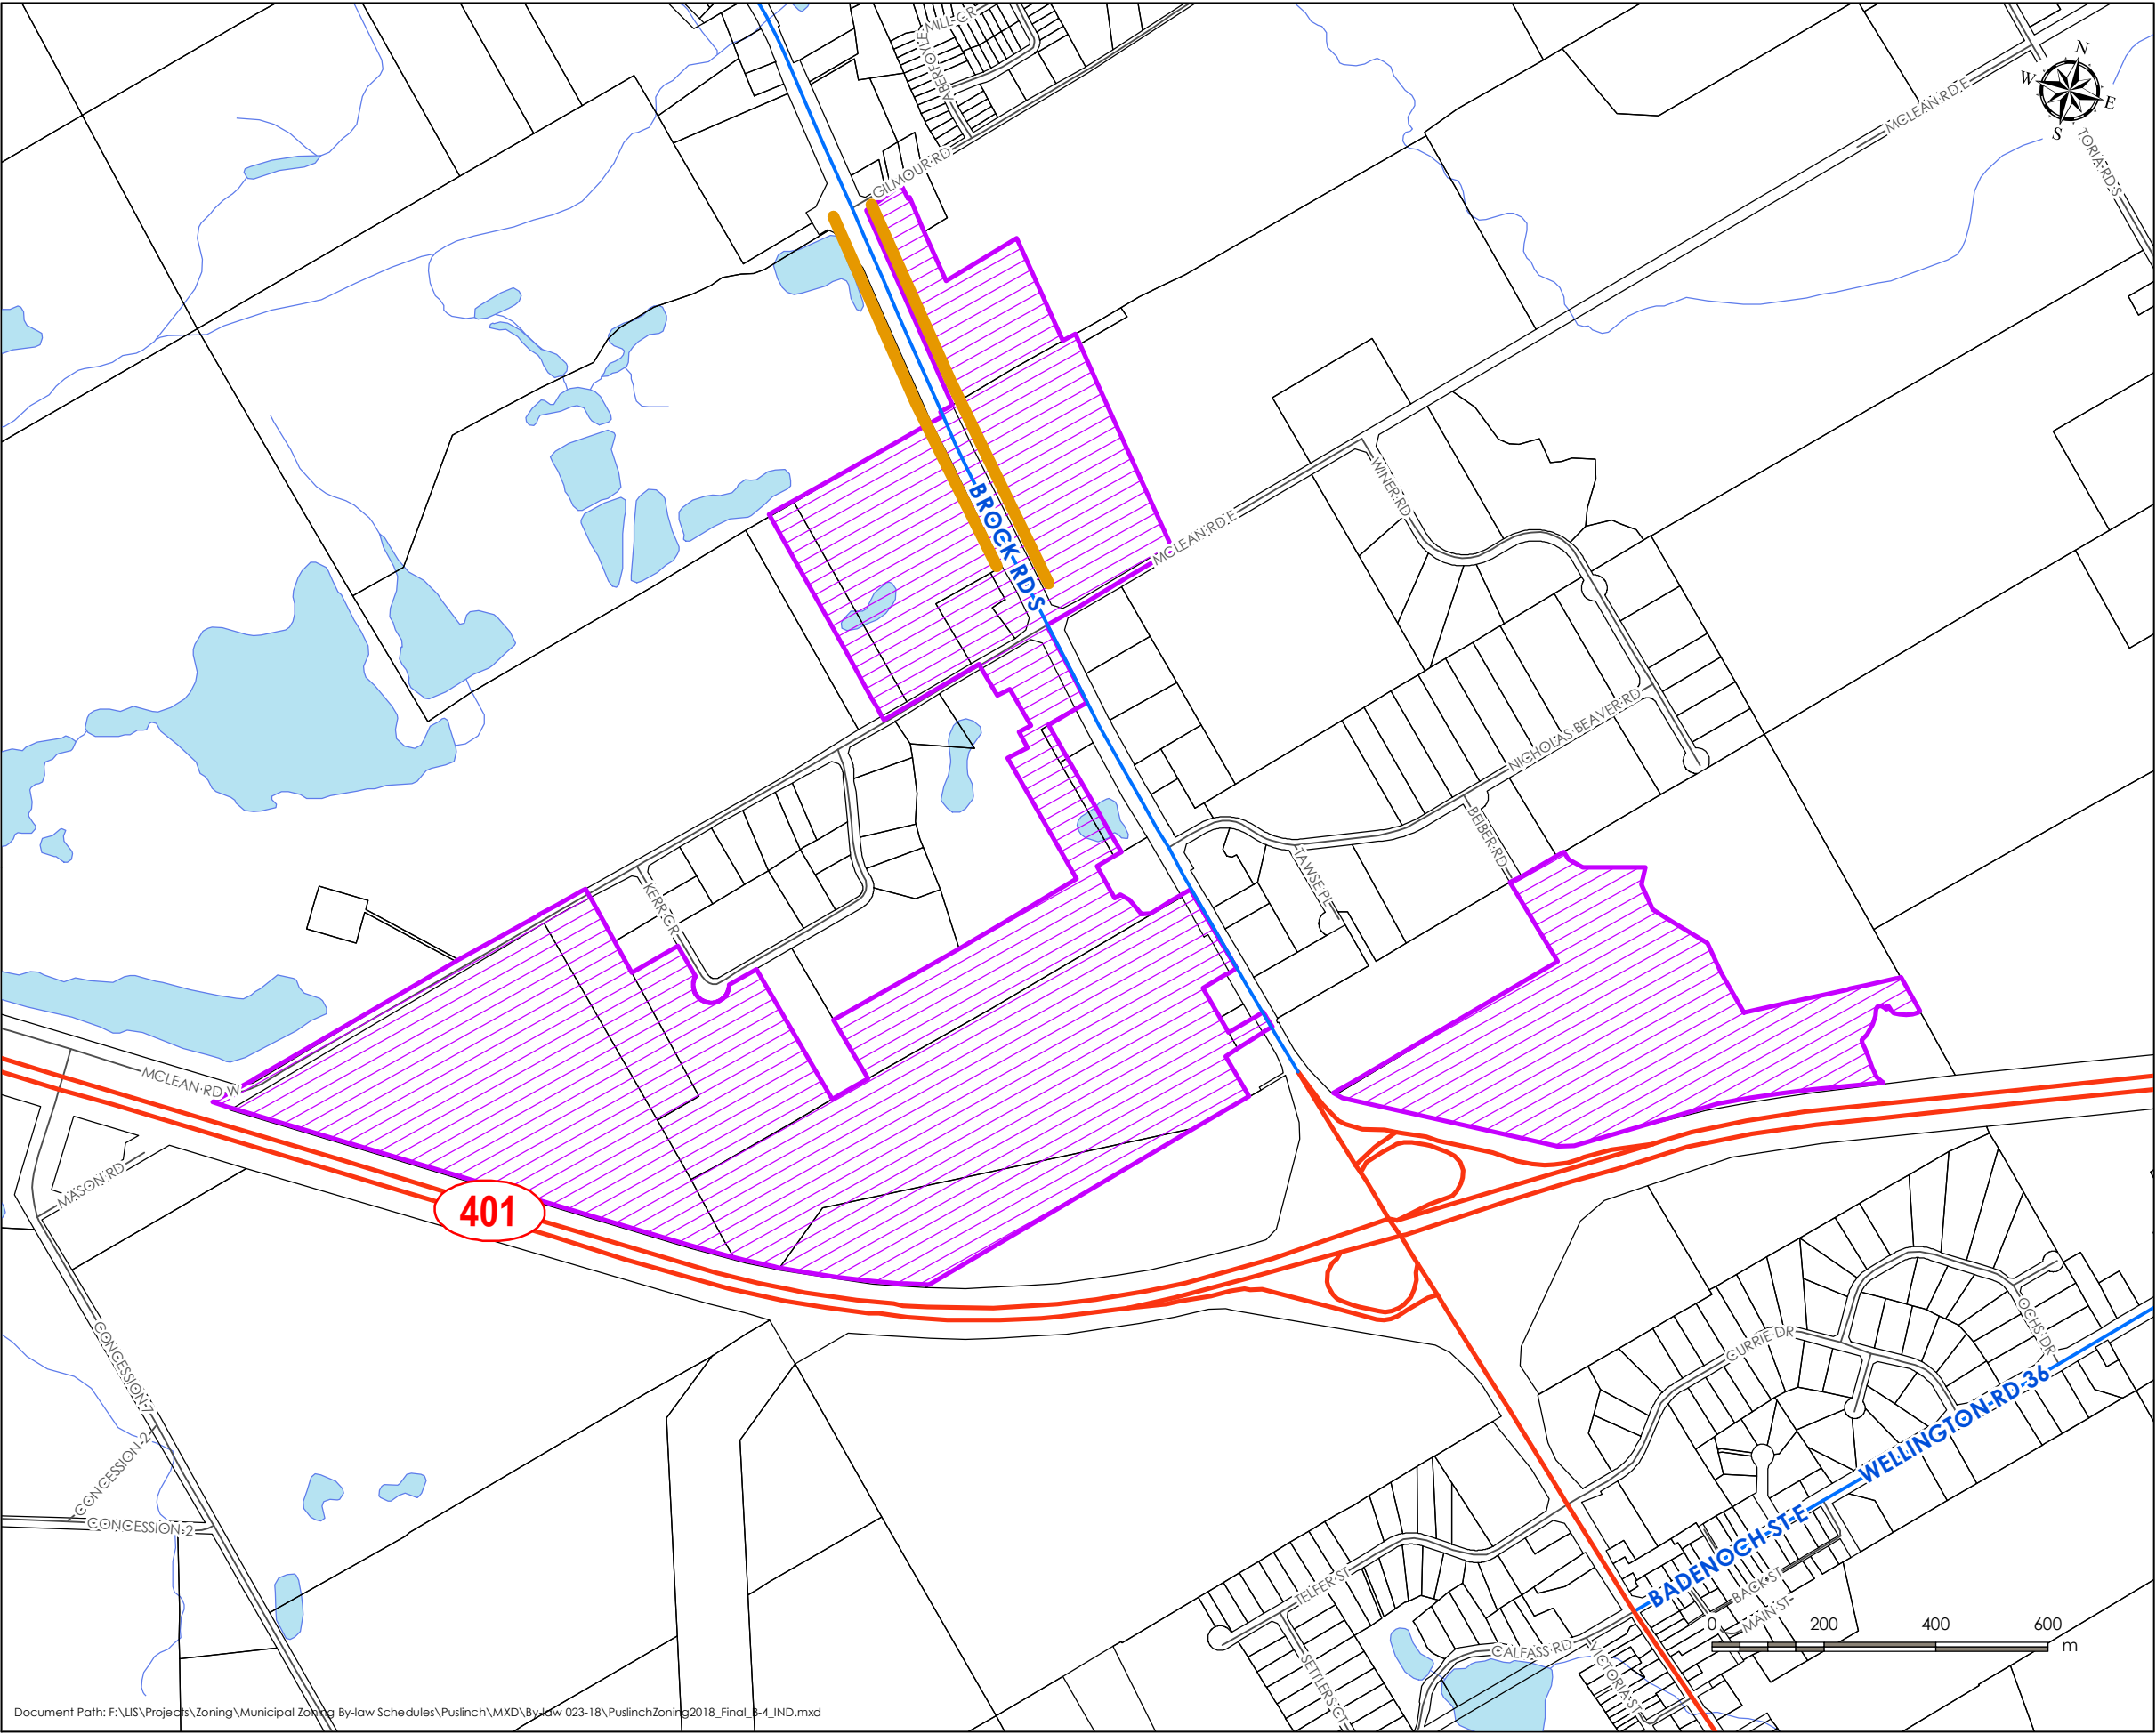 MILL CR
ABERFOYLE
GILMOUR RD
MCLEAN RD E
N
W
E
S
TORIA RD S
BROCK RD S
MCLEAN RD E
WINER RD
NICHOLAS BEAVER RD
BEIBER RD
TAWSE PL
KERR CR
MCLEAN RD W
MASON RD
401
CONCESSION 7
CONCESSION 2
CONCESSION 2
OCHS DR
CURRIE DR
WELLINGTON RD 36
BADENOCH ST E
BACK ST
MAIN ST
TELFER ST
CALFASS RD
SETTLERS CT
VICTORIA ST
0 200 400 600
m
Document Path: F:\LIS\Projects\Zoning\Municipal Zoning By-law Schedules\Puslinch\MXD\By-law 023-18\PuslinchZoning2018_Final_B-4_IND.mxd